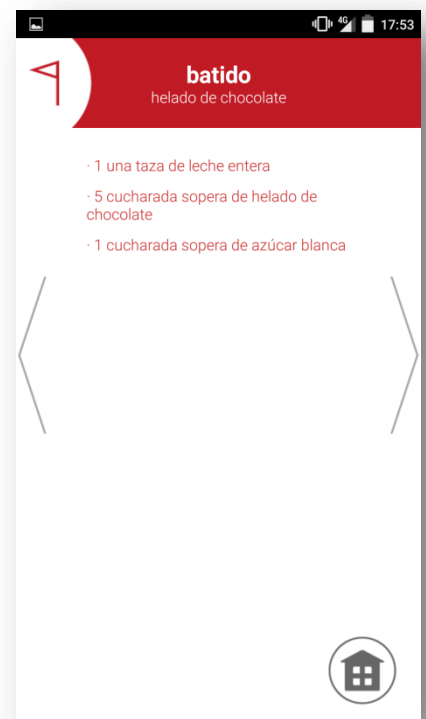 4G 17:53
batido
helado de chocolate
· 1 una taza de leche entera
· 5 cucharada sopera de helado de
chocolate
· 1 cucharada sopera de azúcar blanca